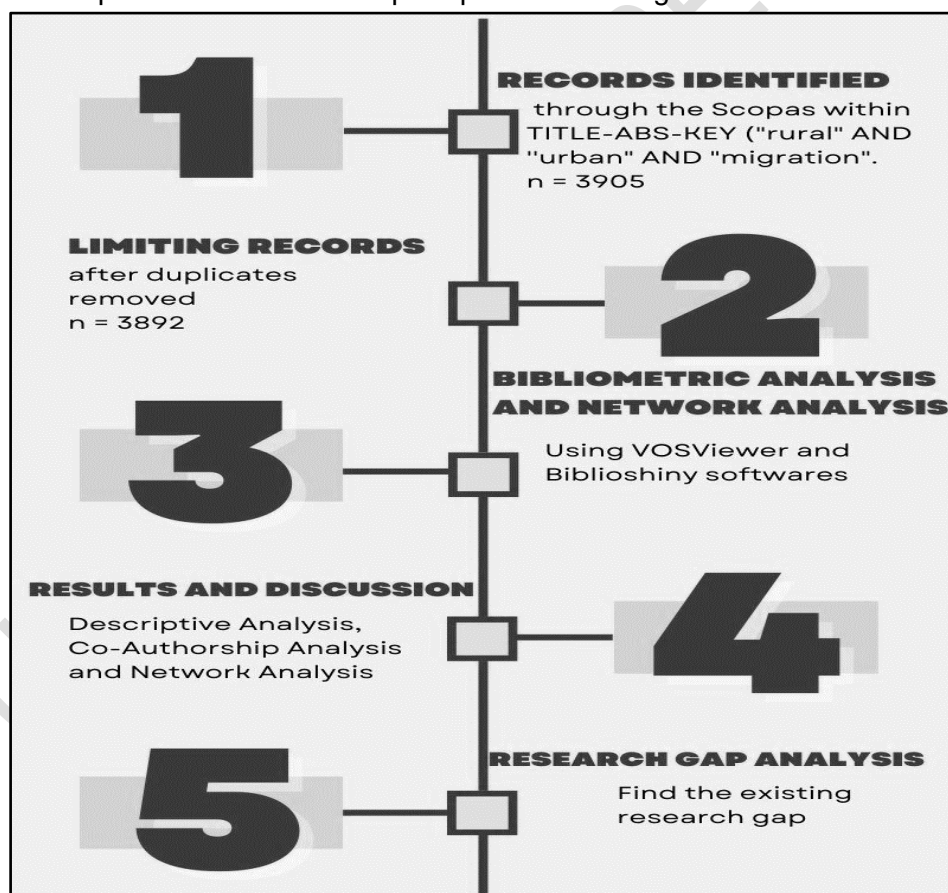 1
RECORDS IDENTIFIED
through the Scopas within
TITLE-ABS-KEY ("rural" AND
"urban" AND "migration".
n = 3905
LIMITING RECORDS
after duplicates
removed
n = 3892
2
BIBLIOMETRIC ANALYSIS
AND NETWORK ANALYSIS
Using VOSViewer and
Biblioshiny softwares
3
RESULTS AND DISCUSSION
Descriptive Analysis,
Co-Authorship Analysis
and Network Analysis
4
RESEARCH GAP ANALYSIS
Find the existing
research gap
5